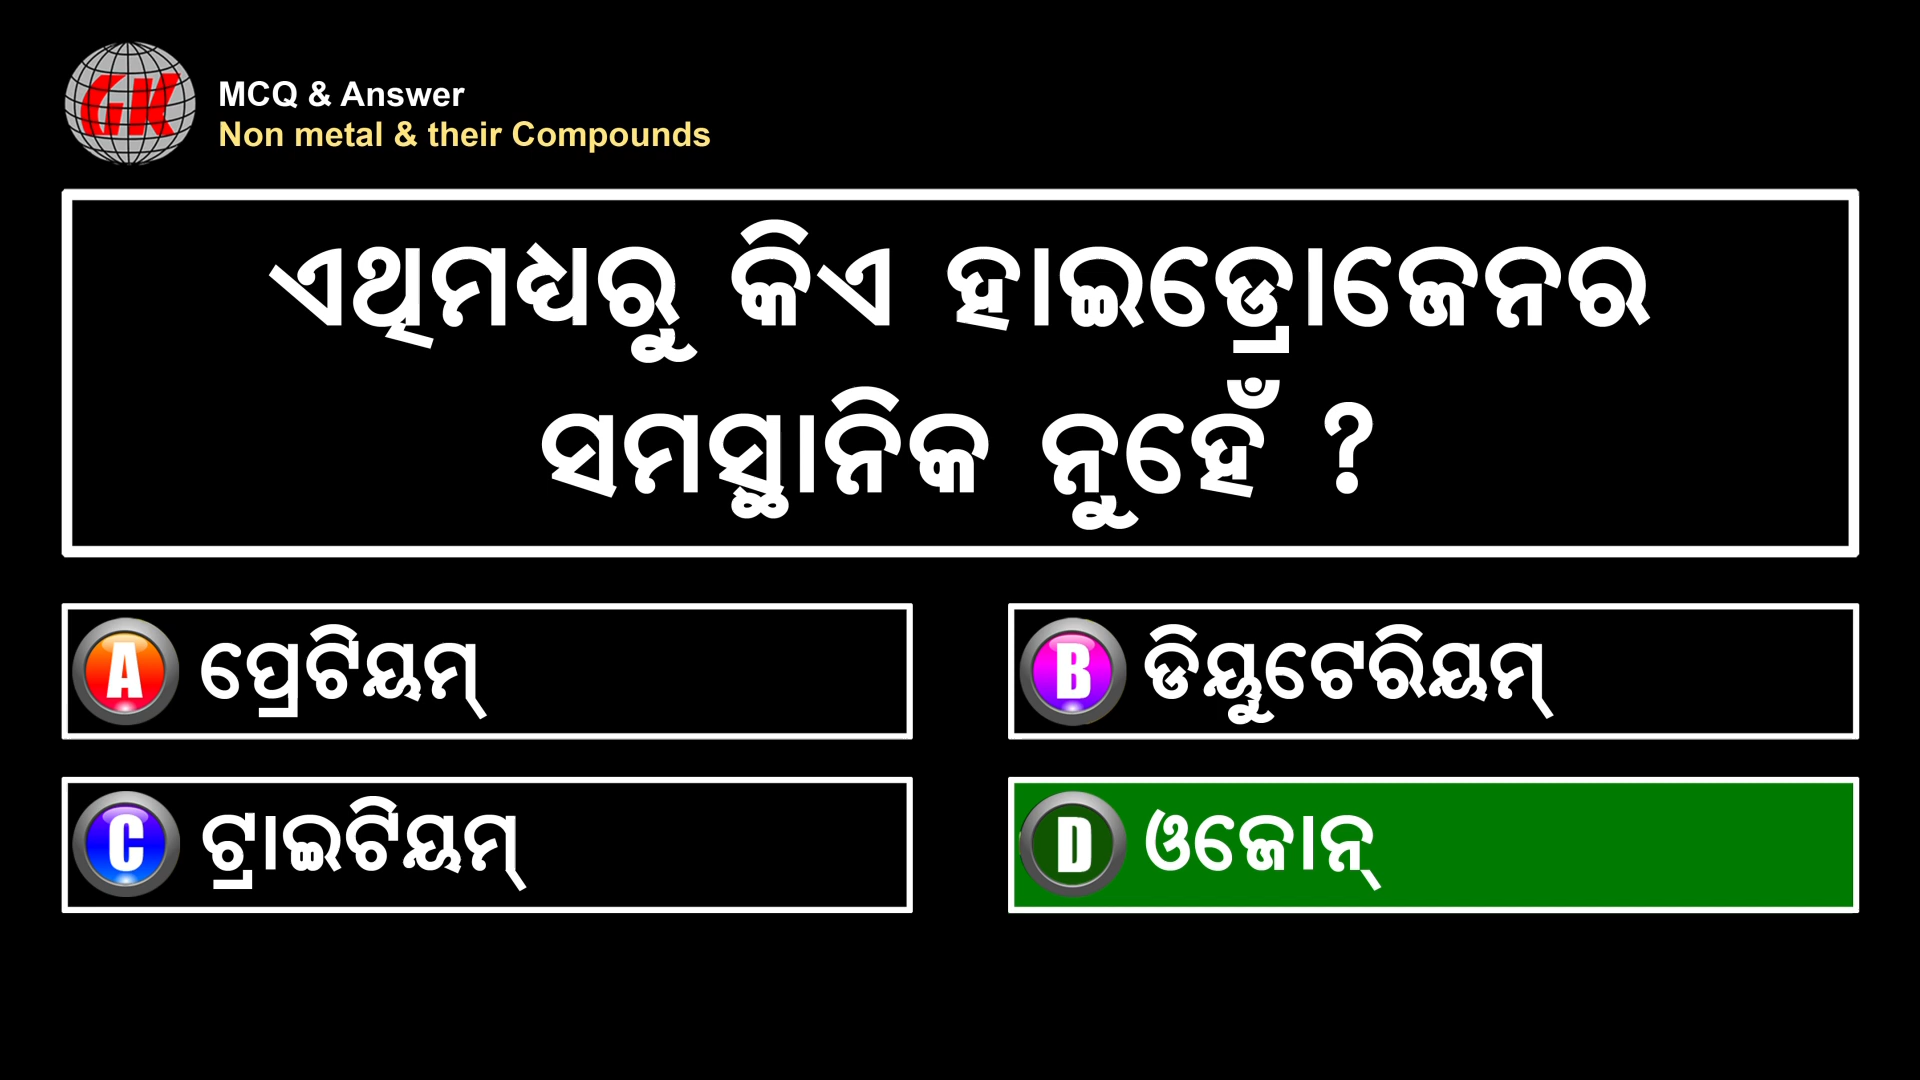 GK
MCQ & Answer
Non metal & their Compounds
ଏଥିମଧ୍ୟରୁ କିଏ ହାଇଡ୍ରୋଜେନର
ସମସ୍ଥାନିକ ନୁହେଁ ?
A ପ୍ରେଟିୟମ୍
B ଡିୟୁଟେରିୟମ୍
C ଟ୍ରାଇଟିୟମ୍
D ଓଜୋନ୍